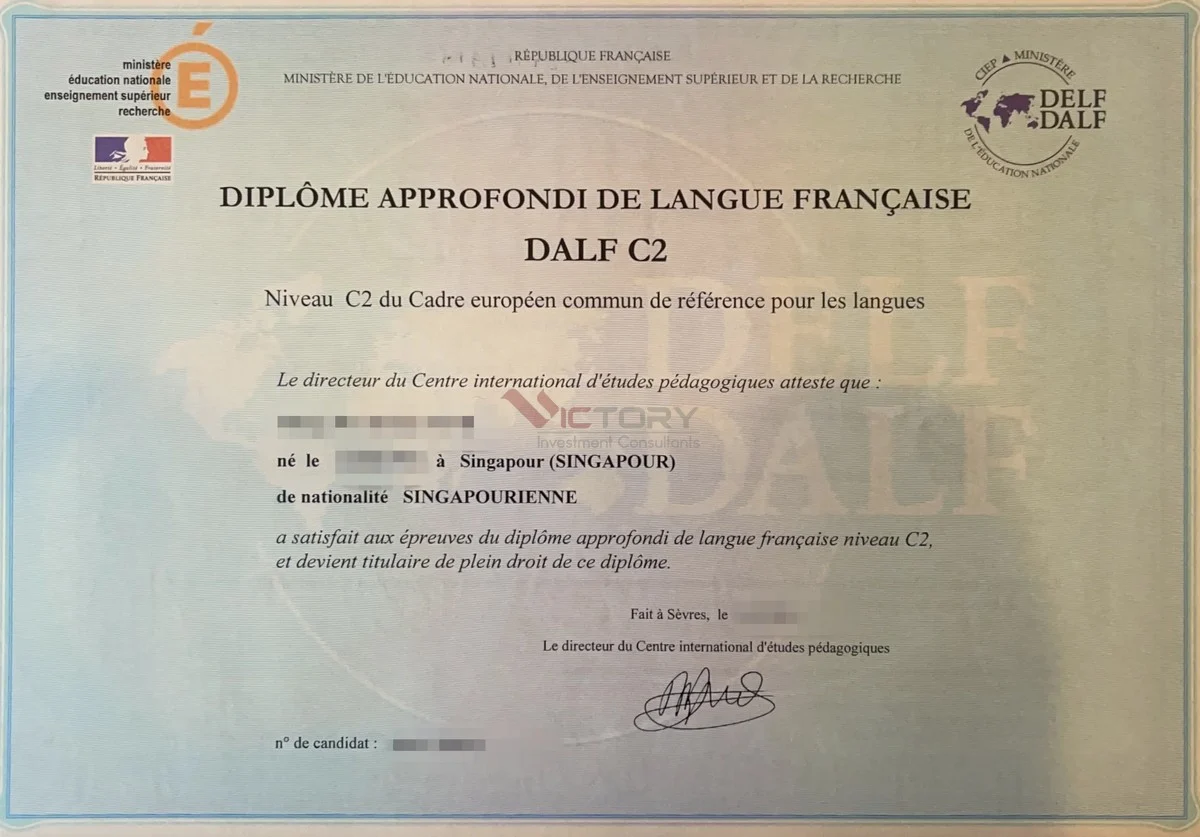 ministère
éducation nationale
enseignement supérieur
recherche
É
Liberté • Égalité • Fraternité
RÉPUBLIQUE FRANÇAISE
RÉPUBLIQUE FRANÇAISE
MINISTÈRE DE L'ÉDUCATION NATIONALE, DE L'ENSEIGNEMENT SUPÉRIEUR ET DE LA RECHERCHE
CIEP ▲ MINISTÈRE
DELF
DALF
DE L'ÉDUCATION NATIONALE
DIPLÔME APPROFONDI DE LANGUE FRANÇAISE
DALF C2
Niveau C2 du Cadre européen commun de référence pour les langues
DELF
DALF
Le directeur du Centre international d'études pédagogiques atteste que :
VICTORY
Investment Consultants
né le à Singapour (SINGAPOUR)
de nationalité SINGAPOURIENNE
a satisfait aux épreuves du diplôme approfondi de langue française niveau C2,
et devient titulaire de plein droit de ce diplôme.
Fait à Sèvres, le
Le directeur du Centre international d'études pédagogiques
n° de candidat :